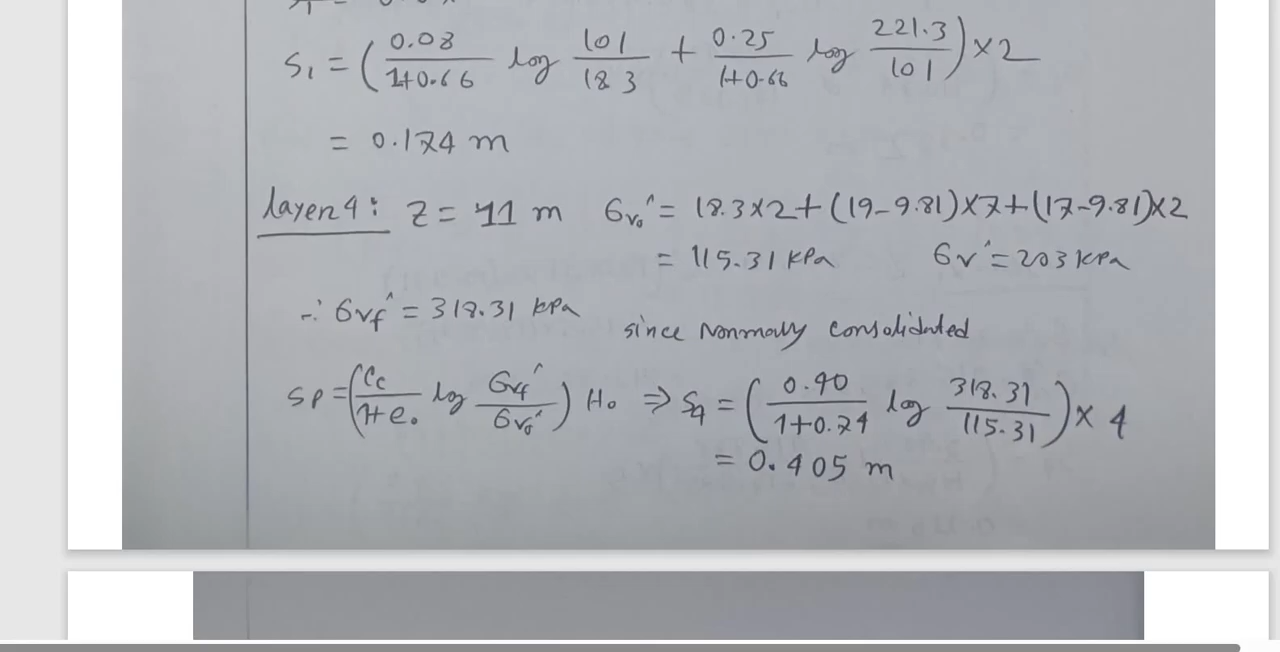 S₁ = (0.08/1+0.66 log 101/18.3 + 0.25/1+0.66 log 221.3/101) × 2
= 0.174 m
Layer 4: Z = 11 m σv₀' = 18.3×2+(19-9.81)×7+(17-9.81)×2
= 115.31 kPa σv' = 203 kPa
∴ σvf' = 318.31 kPa since Normally consolidated
Sp = (Cc/1+e₀ log σvf'/σv₀') H₀ ⇒ S₄ = (0.40/1+0.74 log 318.31/115.31) × 4
= 0.405 m